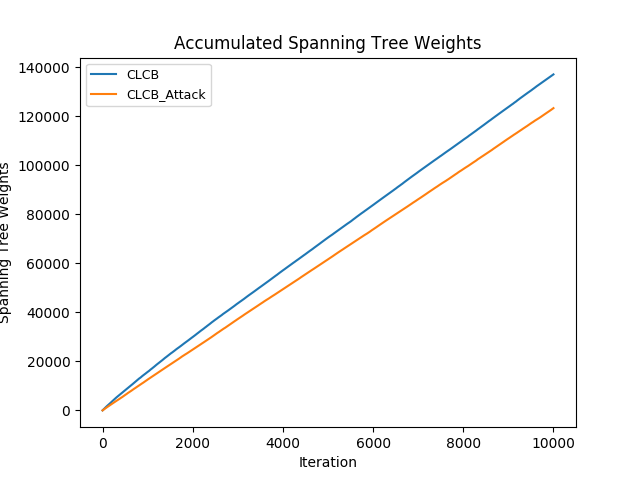 Accumulated Spanning Tree Weights
CLCB
CLCB_Attack
140000
120000
100000
80000
60000
40000
20000
0
Spanning Tree Weights
0 2000 4000 6000 8000 10000
Iteration